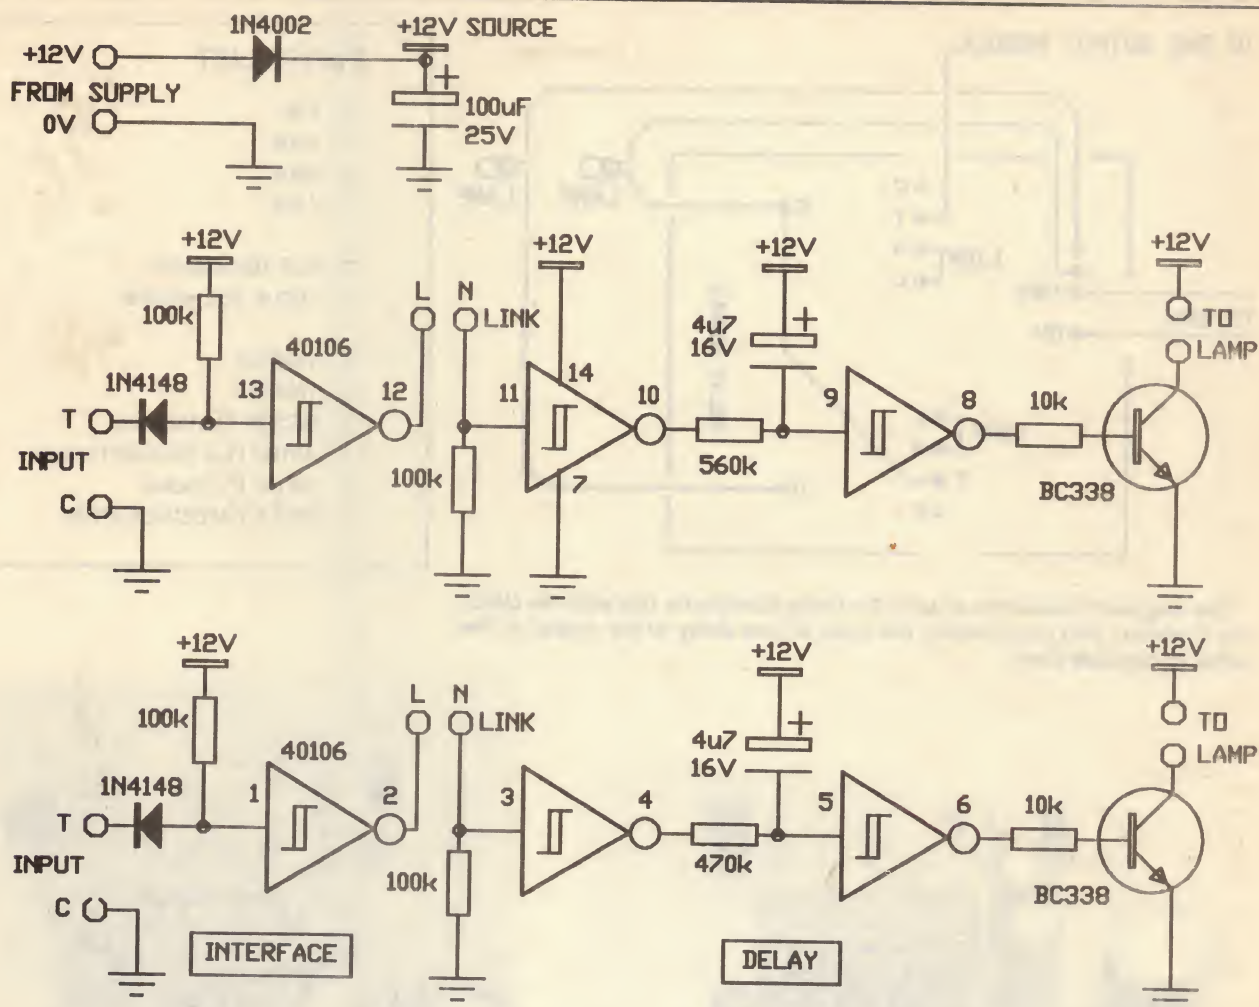 1N4002
+12V SOURCE
+12V
FROM SUPPLY
0V
+
100uF
25V
+12V
100k
40106
1N4148
13
12
T
INPUT
C
L
N
LINK
+12V
14
11
10
7
100k
560k
+12V
+
4u7
16V
9
8
10k
BC338
+12V
TO
LAMP
+12V
100k
40106
1N4148
1
2
T
INPUT
C
L
N
LINK
3
4
100k
470k
+12V
+
4u7
16V
5
6
10k
BC338
+12V
TO
LAMP
INTERFACE
DELAY